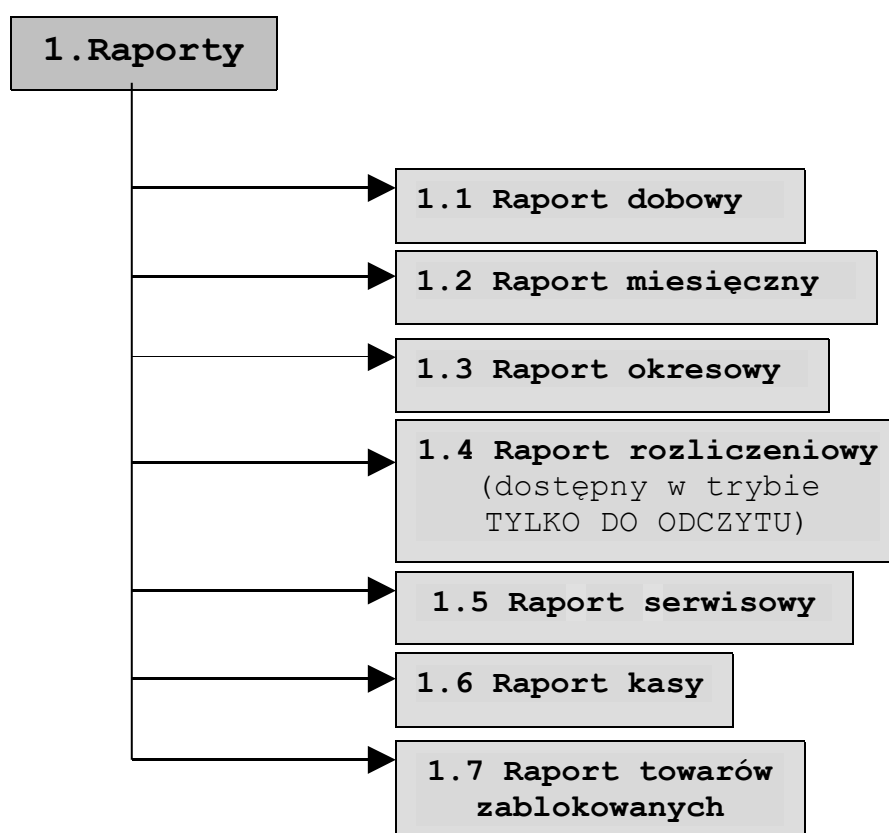 1.Raporty
1.1 Raport dobowy
1.2 Raport miesięczny
1.3 Raport okresowy
1.4 Raport rozliczeniowy
(dostępny w trybie
TYLKO DO ODCZYTU)
1.5 Raport serwisowy
1.6 Raport kasy
1.7 Raport towarów
zablokowanych